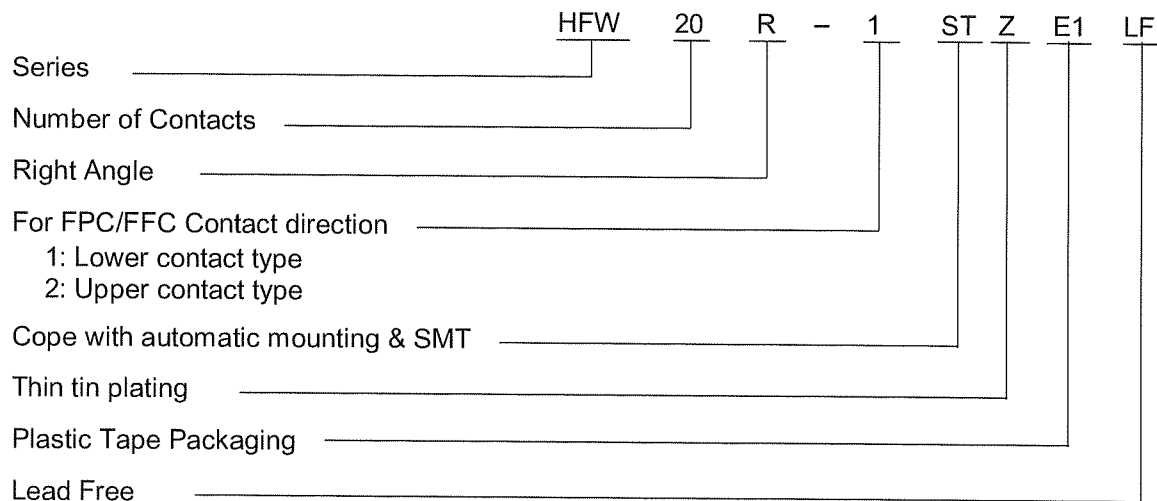 HFW 20 R – 1 ST Z E1 LF
Series
Number of Contacts
Right Angle
For FPC/FFC Contact direction
1: Lower contact type
2: Upper contact type
Cope with automatic mounting & SMT
Thin tin plating
Plastic Tape Packaging
Lead Free